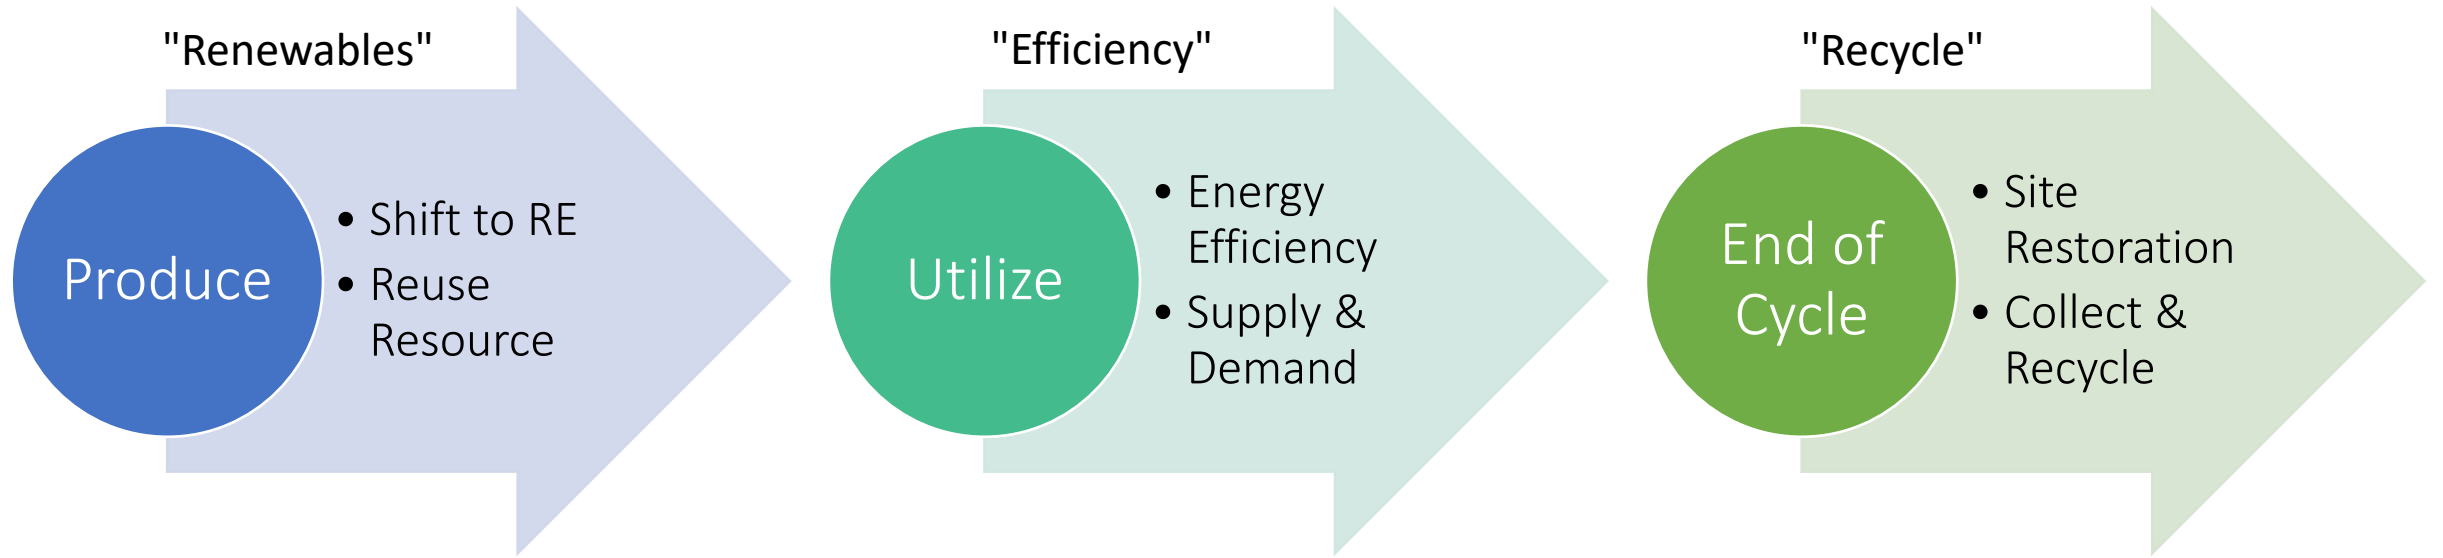 "Renewables"
Produce
• Shift to RE
• Reuse
Resource
"Efficiency"
Utilize
• Energy
Efficiency
• Supply &
Demand
"Recycle"
End of
Cycle
• Site
Restoration
• Collect &
Recycle